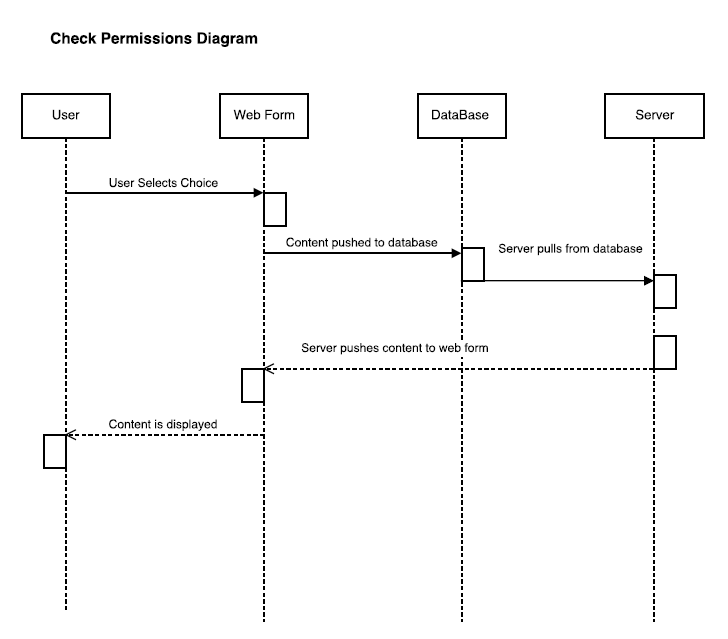 Check Permissions Diagram
User
Web Form
DataBase
Server
User Selects Choice
Content pushed to database
Server pulls from database
Server pushes content to web form
Content is displayed